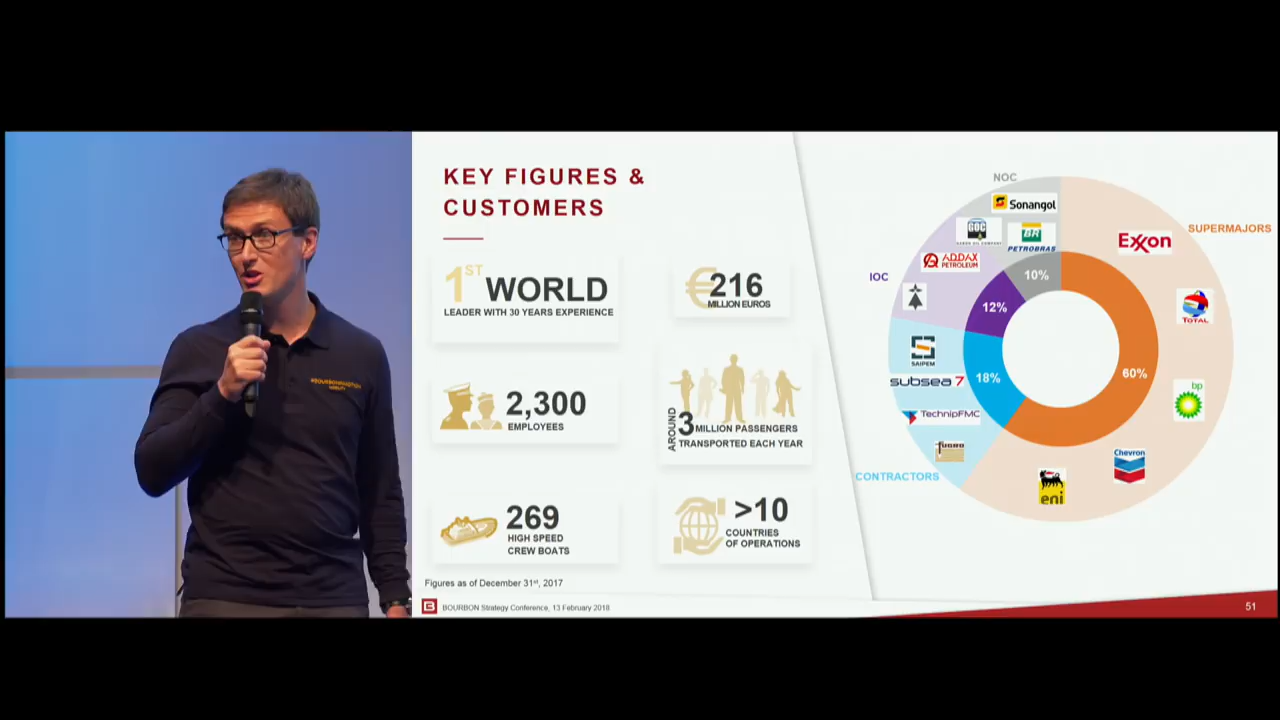 KEY FIGURES &
CUSTOMERS
1ST WORLD
LEADER WITH 30 YEARS EXPERIENCE
€216
MILLION EUROS
2,300
EMPLOYEES
AROUND
3 MILLION PASSENGERS
TRANSPORTED EACH YEAR
269
HIGH SPEED
CREW BOATS
>10
COUNTRIES
OF OPERATIONS
Figures as of December 31st, 2017
B BOURBON Strategy Conference, 13 February 2018
51
NOC
Sonangol
BR
PETROBRAS
ADDAX
PETROLEUM
IOC
SAIPEM
subsea 7
TechnipFMC
fugro
CONTRACTORS
SUPERMAJORS
Exxon
TOTAL
bp
Chevron
eni
10%
12%
18%
60%